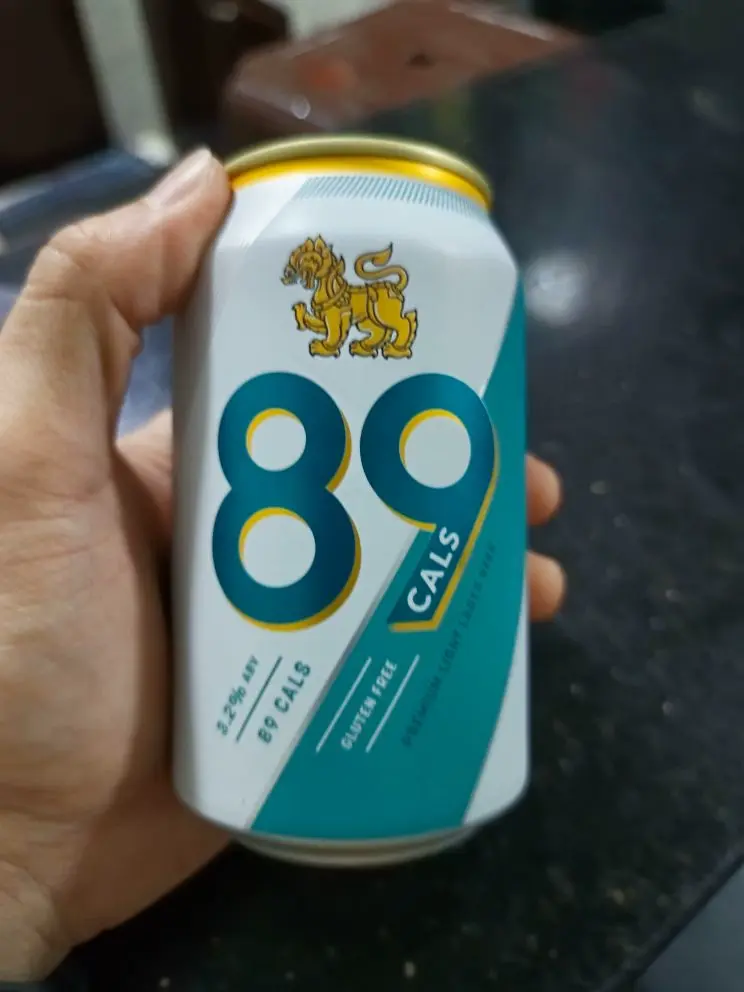 89
CALS
3.2% ABV
89 CALS
GLUTEN FREE
PREMIUM LIGHT LAGER BEER